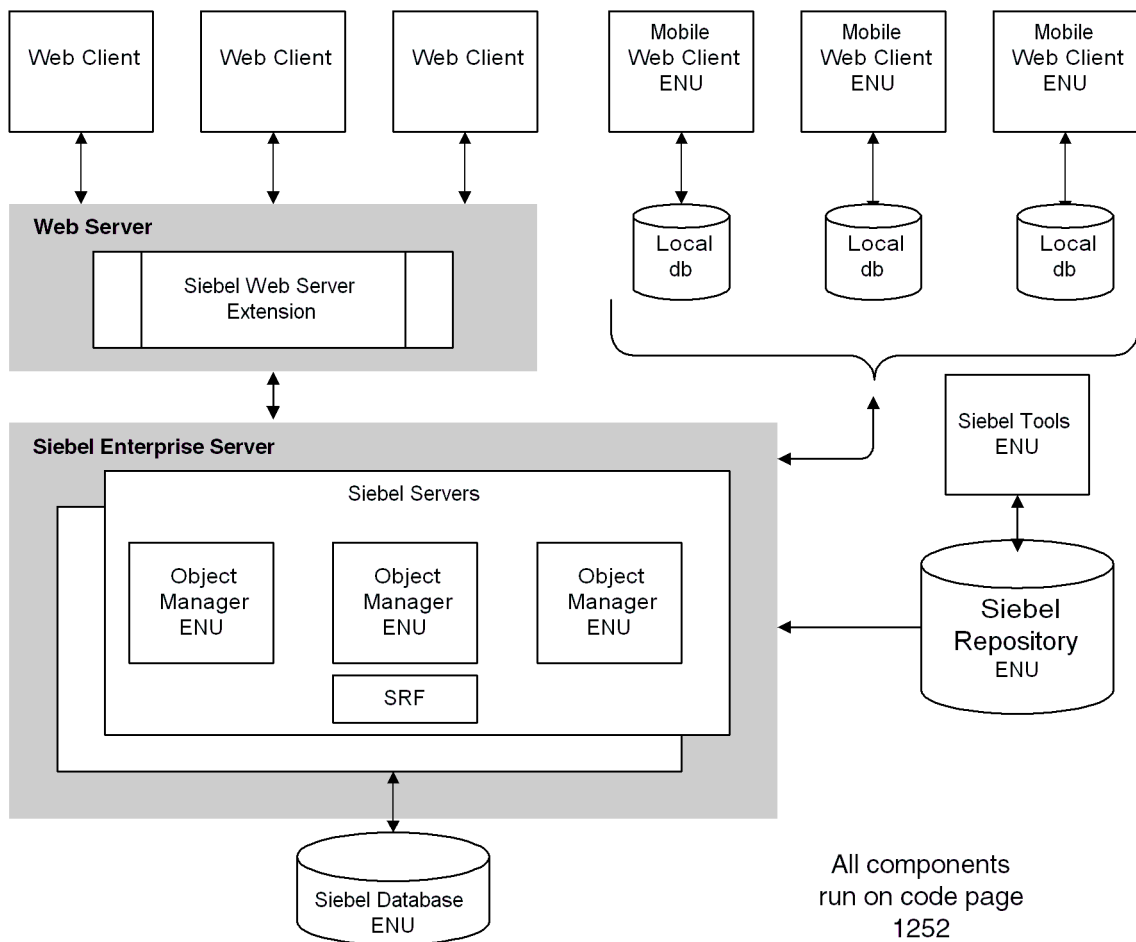 Web Client
Web Client
Web Client
Mobile
Web Client
ENU
Mobile
Web Client
ENU
Mobile
Web Client
ENU
Web Server
Siebel Web Server
Extension
Local
db
Local
db
Local
db
Siebel Tools
ENU
Siebel Enterprise Server
Siebel Servers
Object
Manager
ENU
Object
Manager
ENU
Object
Manager
ENU
SRF
Siebel
Repository
ENU
Siebel Database
ENU
All components
run on code page
1252